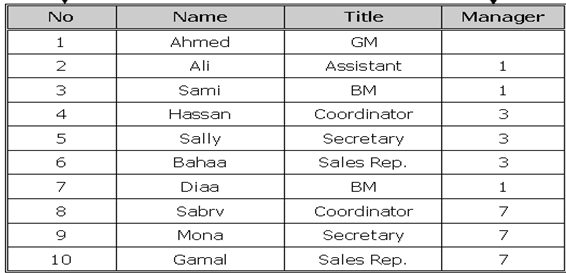 No Name Title Manager
1 Ahmed GM
2 Ali Assistant 1
3 Sami BM 1
4 Hassan Coordinator 3
5 Sally Secretary 3
6 Bahaa Sales Rep. 3
7 Diaa BM 1
8 Sabrv Coordinator 7
9 Mona Secretary 7
10 Gamal Sales Rep. 7